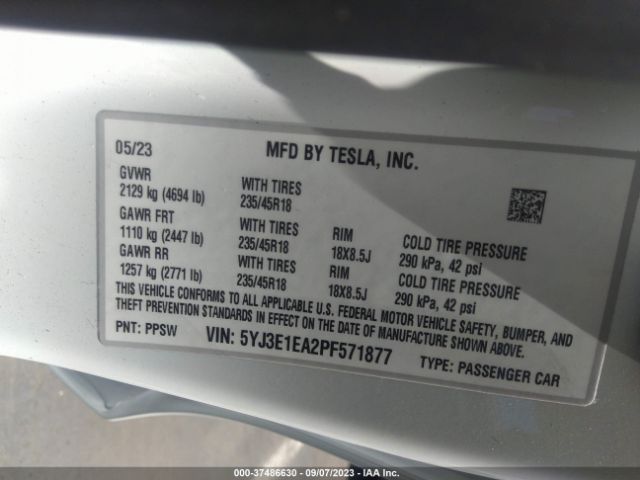 05/23 MFD BY TESLA, INC.
GVWR
2129 kg (4694 lb) WITH TIRES 235/45R18
GAWR FRT
1110 kg (2447 lb) WITH TIRES 235/45R18 RIM 18X8.5J COLD TIRE PRESSURE 290 kPa, 42 psi
GAWR RR
1257 kg (2771 lb) WITH TIRES 235/45R18 RIM 18X8.5J COLD TIRE PRESSURE 290 kPa, 42 psi
THIS VEHICLE CONFORMS TO ALL APPLICABLE U.S. FEDERAL MOTOR VEHICLE SAFETY, BUMPER, AND
THEFT PREVENTION STANDARDS IN EFFECT ON THE DATE OF MANUFACTURE SHOWN ABOVE.
PNT: PPSW VIN: 5YJ3E1EA2PF571877 TYPE: PASSENGER CAR
000-37486630 - 09/07/2023 - IAA Inc.